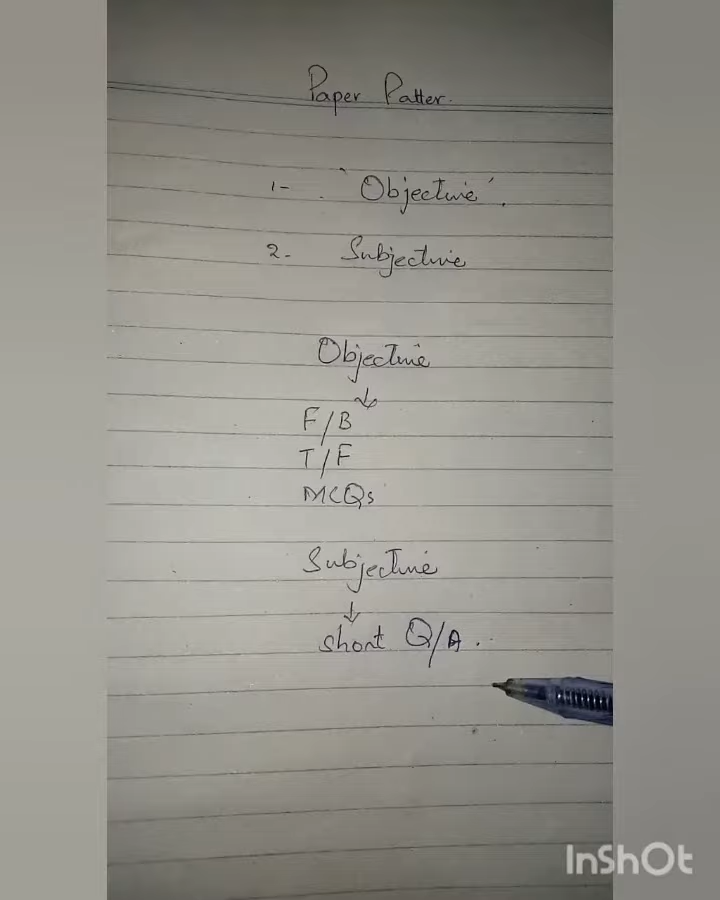 Paper Patter.
1- . 'Objective'.
2- Subjective
Objective
↓
F/B
T/F
MCQs
Subjective
↓
short Q/A.
InShOt